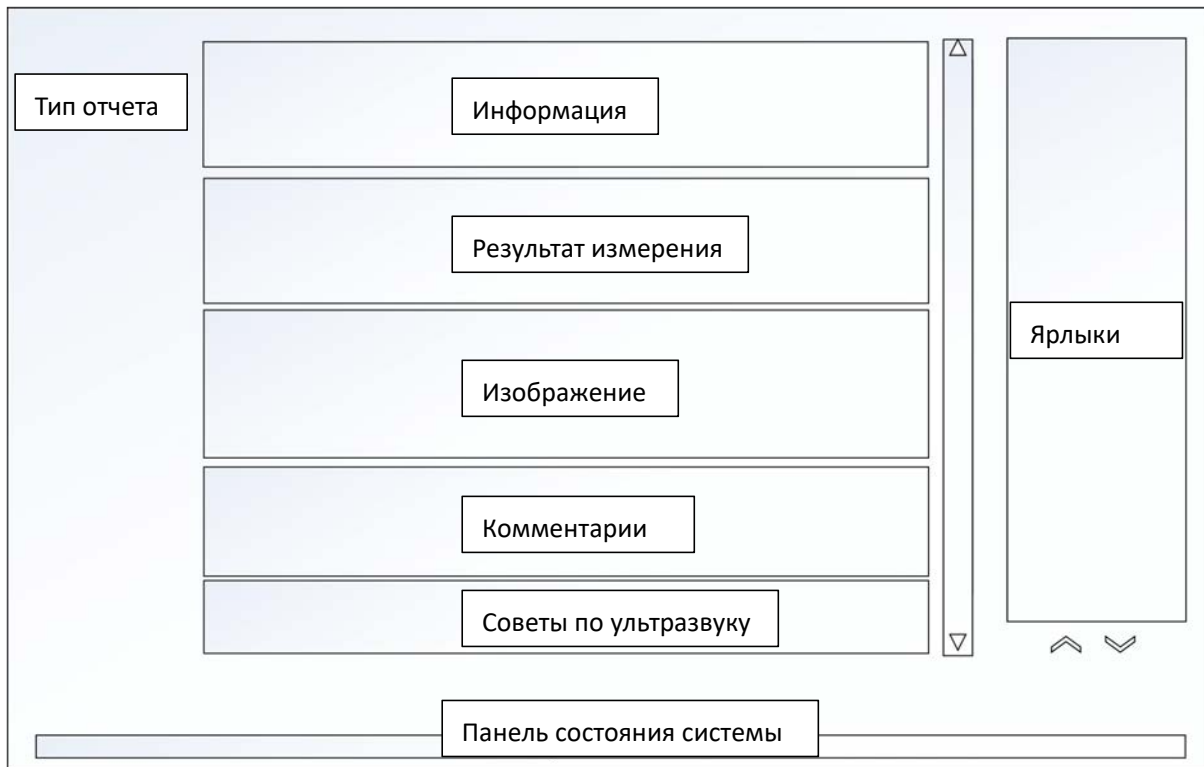 Тип отчета
Информация
Результат измерения
Изображение
Ярлыки
Комментарии
Советы по ультразвуку
Панель состояния системы